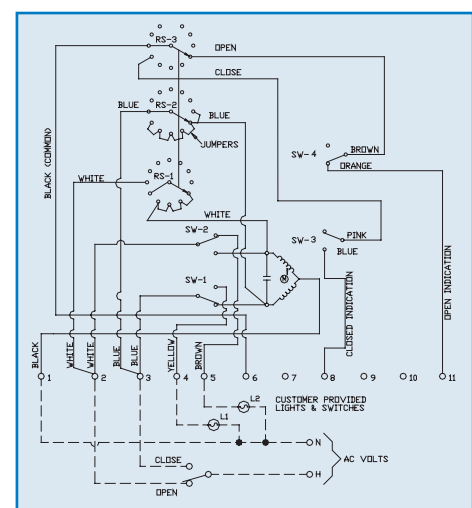 RS-3
OPEN
CLOSE
BLUE
RS-2
BLUE
JUMPERS
BROWN
SW-4
ORANGE
BLACK (COMMON)
WHITE
RS-1
WHITE
SW-2
PINK
SW-3
BLUE
M
SW-1
CLOSED INDICATION
OPEN INDICATION
BLACK
WHITE
WHITE
BLUE
BLUE
YELLOW
BROWN
1 2 3 4 5 6 7 8 9 10 11
L2
CUSTOMER PROVIDED
LIGHTS & SWITCHES
L1
N
CLOSE
AC VOLTS
H
OPEN